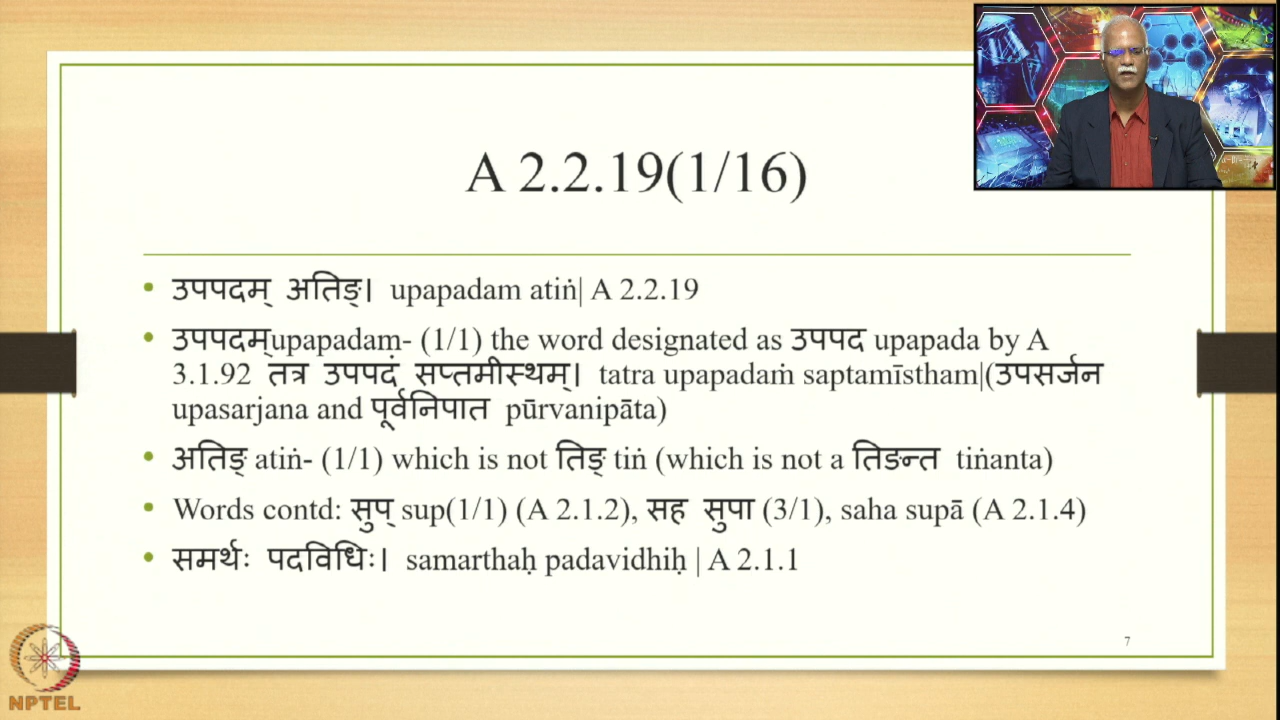 A 2.2.19(1/16)
• उपपदम् अतिङ्। upapadam atiṅ| A 2.2.19
• उपपदम्upapadam- (1/1) the word designated as उपपद upapada by A
3.1.92 तत्र उपपदं सप्तमीस्थम्। tatra upapadaṁ saptamīstham|(उपसर्जन
upasarjana and पूर्वनिपात pūrvanipāta)
• अतिङ् atiṅ- (1/1) which is not तिङ् tiṅ (which is not a तिङन्त tiṅanta)
• Words contd: सुप् sup(1/1) (A 2.1.2), सह सुपा (3/1), saha supā (A 2.1.4)
• समर्थः पदविधिः। samarthaḥ padavidhiḥ | A 2.1.1
7
NPTEL